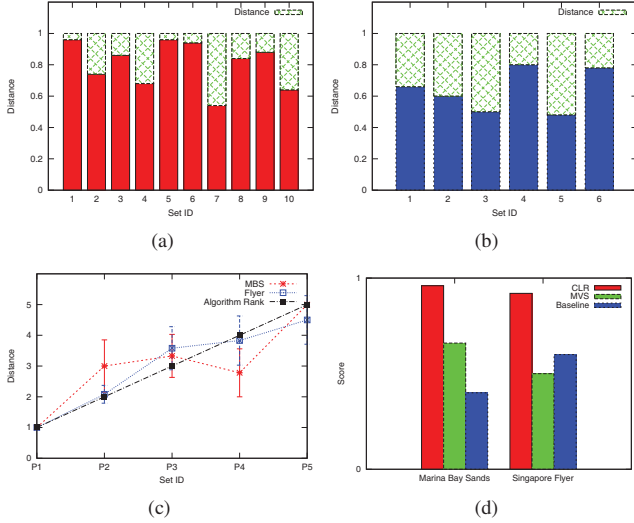 Distance
1
0.8
0.6
0.4
0.2
0
Distance
1 2 3 4 5 6 7 8 9 10
Set ID
(a)
Distance
1
0.8
0.6
0.4
0.2
0
Distance
1 2 3 4 5 6
Set ID
(b)
MBS
Flyer
Algorithm Rank
5
4
3
2
1
0
Distance
P1 P2 P3 P4 P5
Set ID
(c)
CLR
MVS
Baseline
1
0
Score
Marina Bay Sands Singapore Flyer
(d)